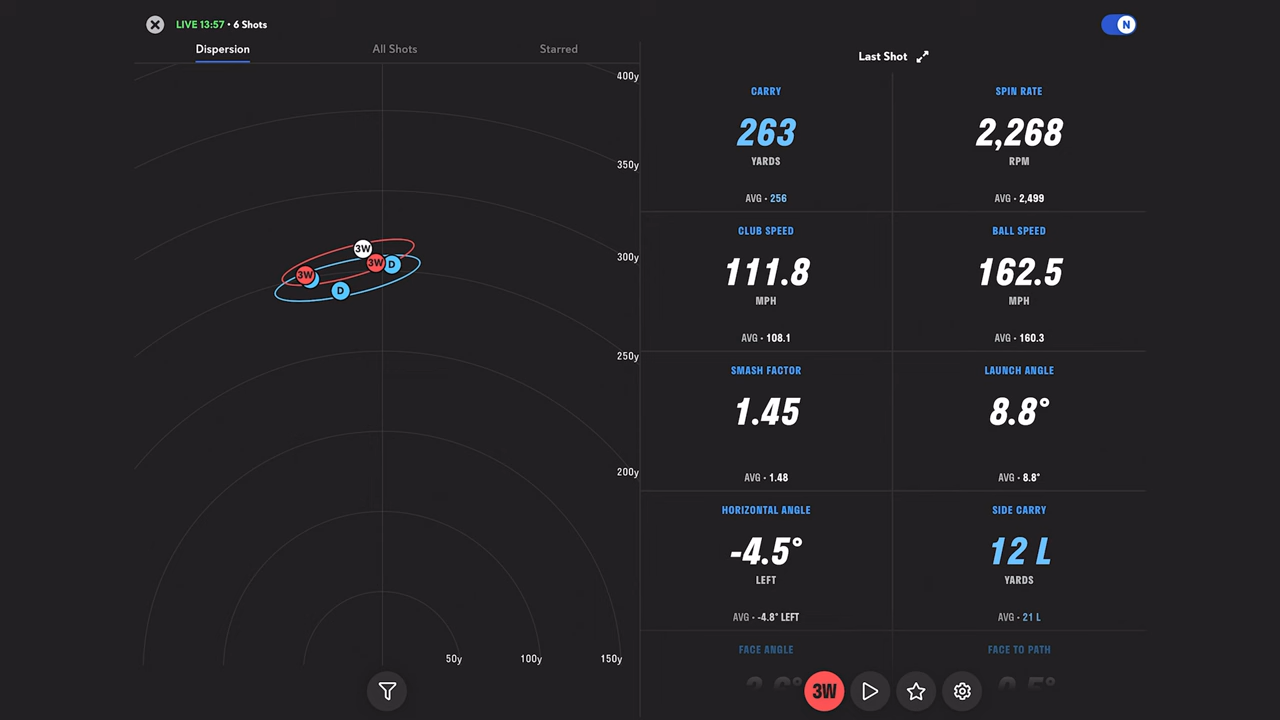 LIVE 13:57 • 6 Shots
N
Dispersion
All Shots
Starred
Last Shot
400y
350y
300y
250y
200y
50y
100y
150y
3W
3W
3W
D
D
CARRY
263
YARDS
AVG • 256
SPIN RATE
2,268
RPM
AVG • 2,499
CLUB SPEED
111.8
MPH
AVG • 108.1
BALL SPEED
162.5
MPH
AVG • 160.3
SMASH FACTOR
1.45
AVG • 1.48
LAUNCH ANGLE
8.8°
AVG • 8.8°
HORIZONTAL ANGLE
-4.5°
LEFT
AVG • -4.8° LEFT
SIDE CARRY
12 L
YARDS
AVG • 21 L
FACE ANGLE
FACE TO PATH
3W